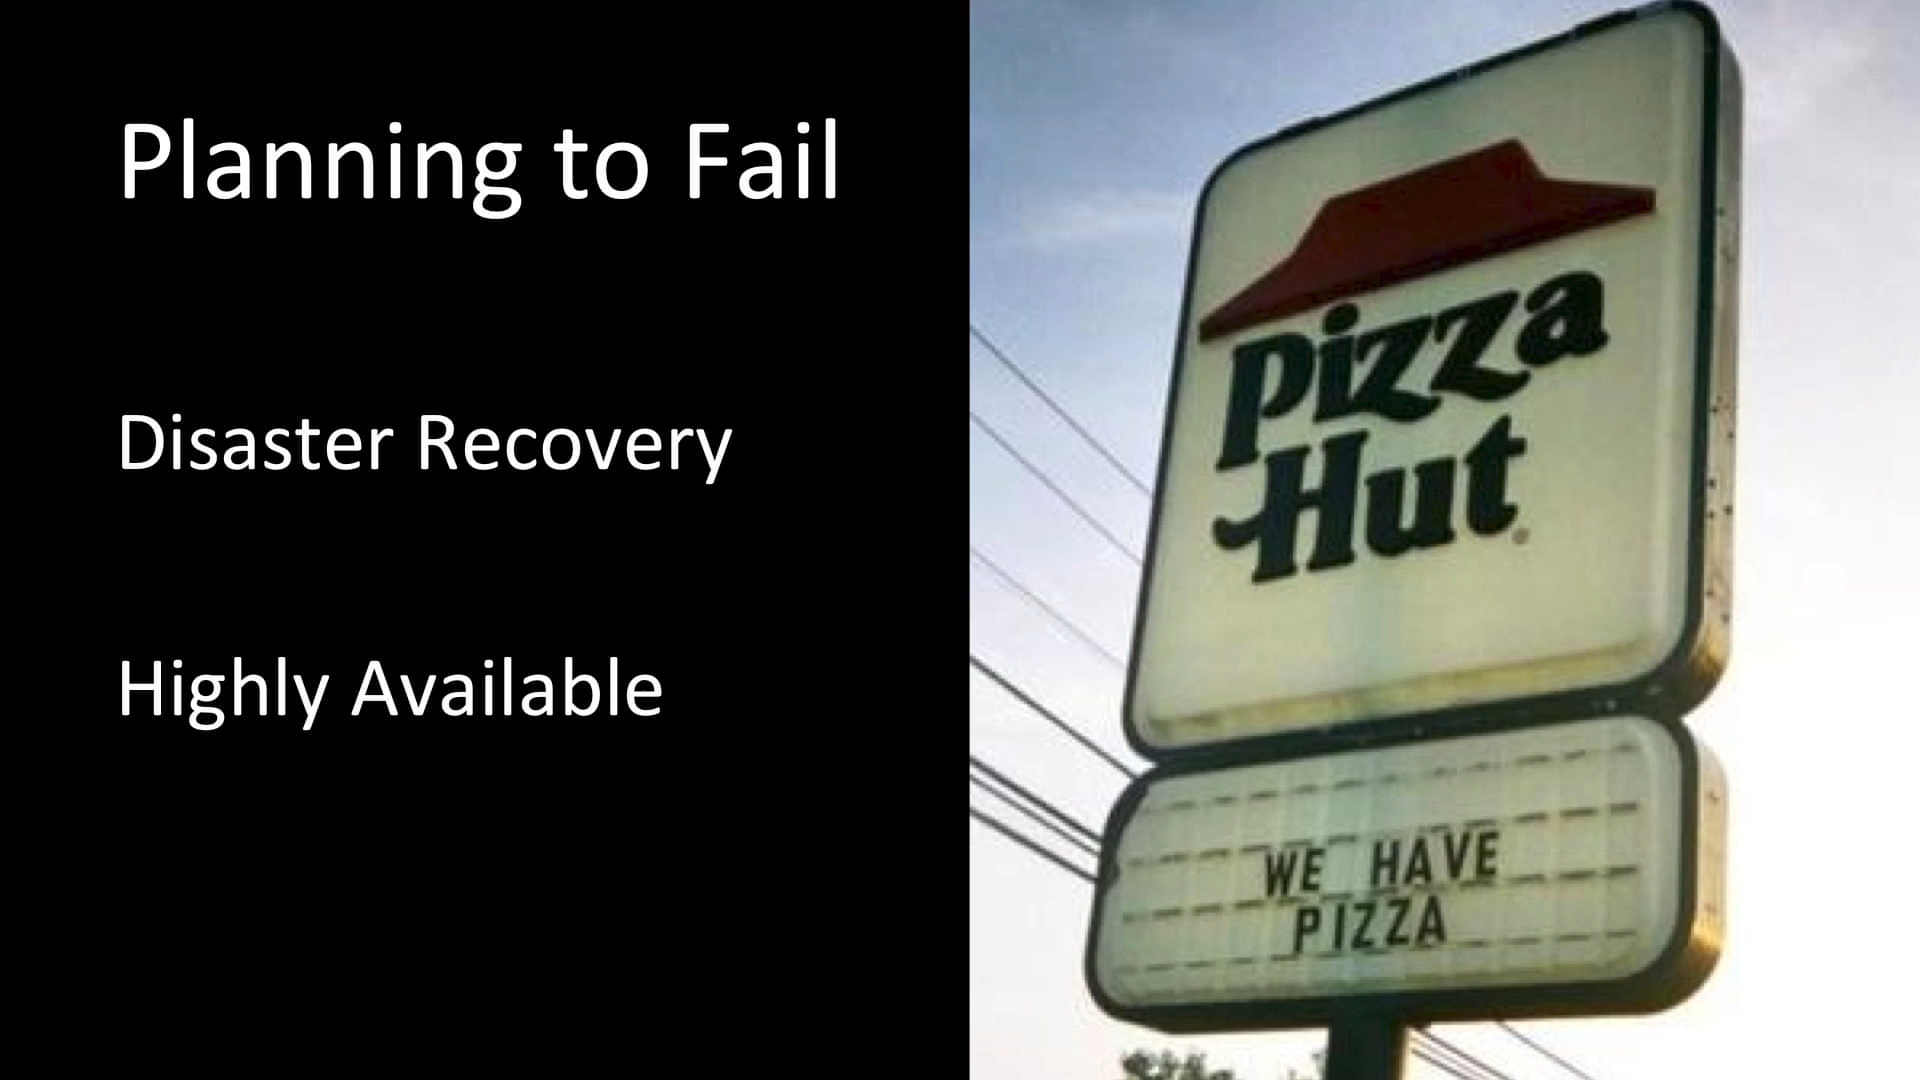 Planning to Fail
Disaster Recovery
Highly Available
Pizza
Hut
WE HAVE
PIZZA